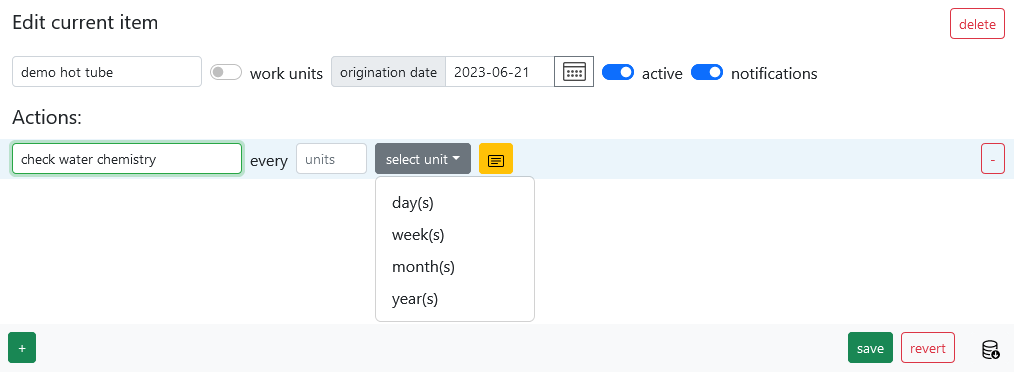 Edit current item delete
demo hot tube work units origination date 2023-06-21 active notifications
Actions:
check water chemistry every units select unit -
day(s)
week(s)
month(s)
year(s)
+ save revert